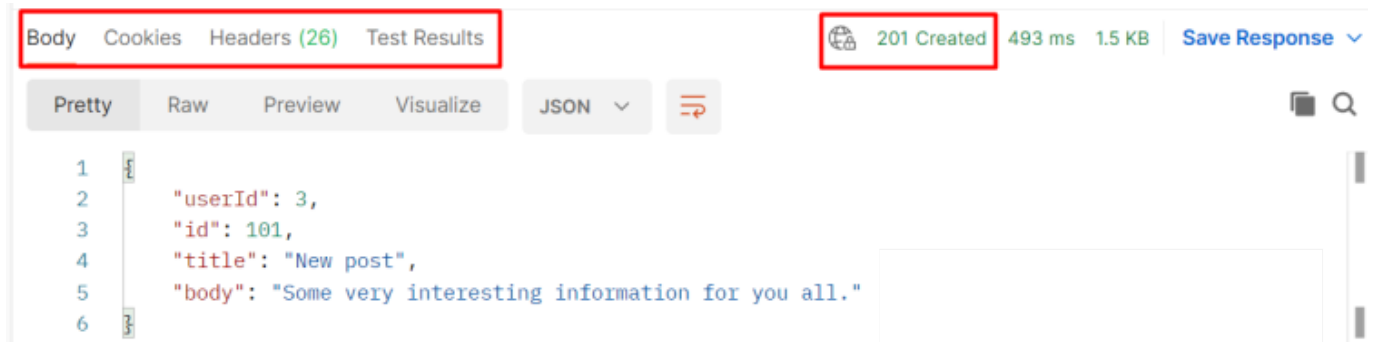 Body Cookies Headers (26) Test Results 201 Created 493 ms 1.5 KB Save Response
Pretty Raw Preview Visualize JSON
1 {
2 "userId": 3,
3 "id": 101,
4 "title": "New post",
5 "body": "Some very interesting information for you all."
6 }